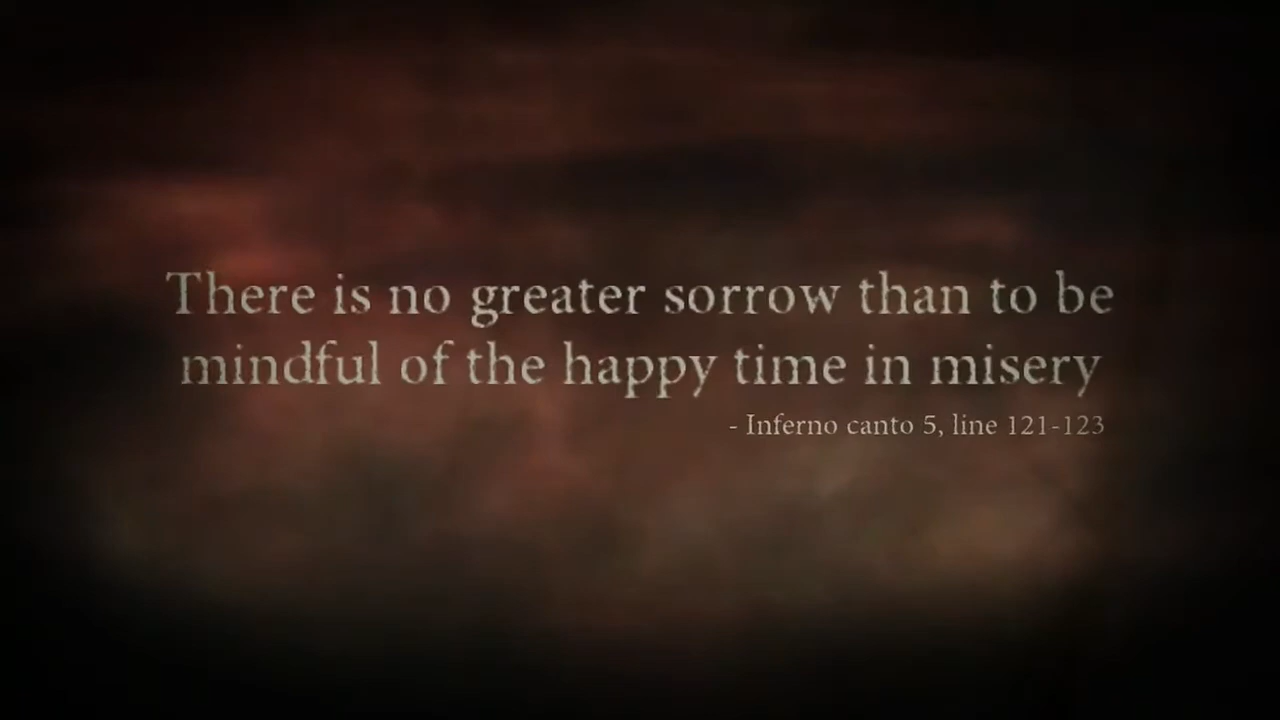 There is no greater sorrow than to be
mindful of the happy time in misery
- Inferno canto 5, line 121-123